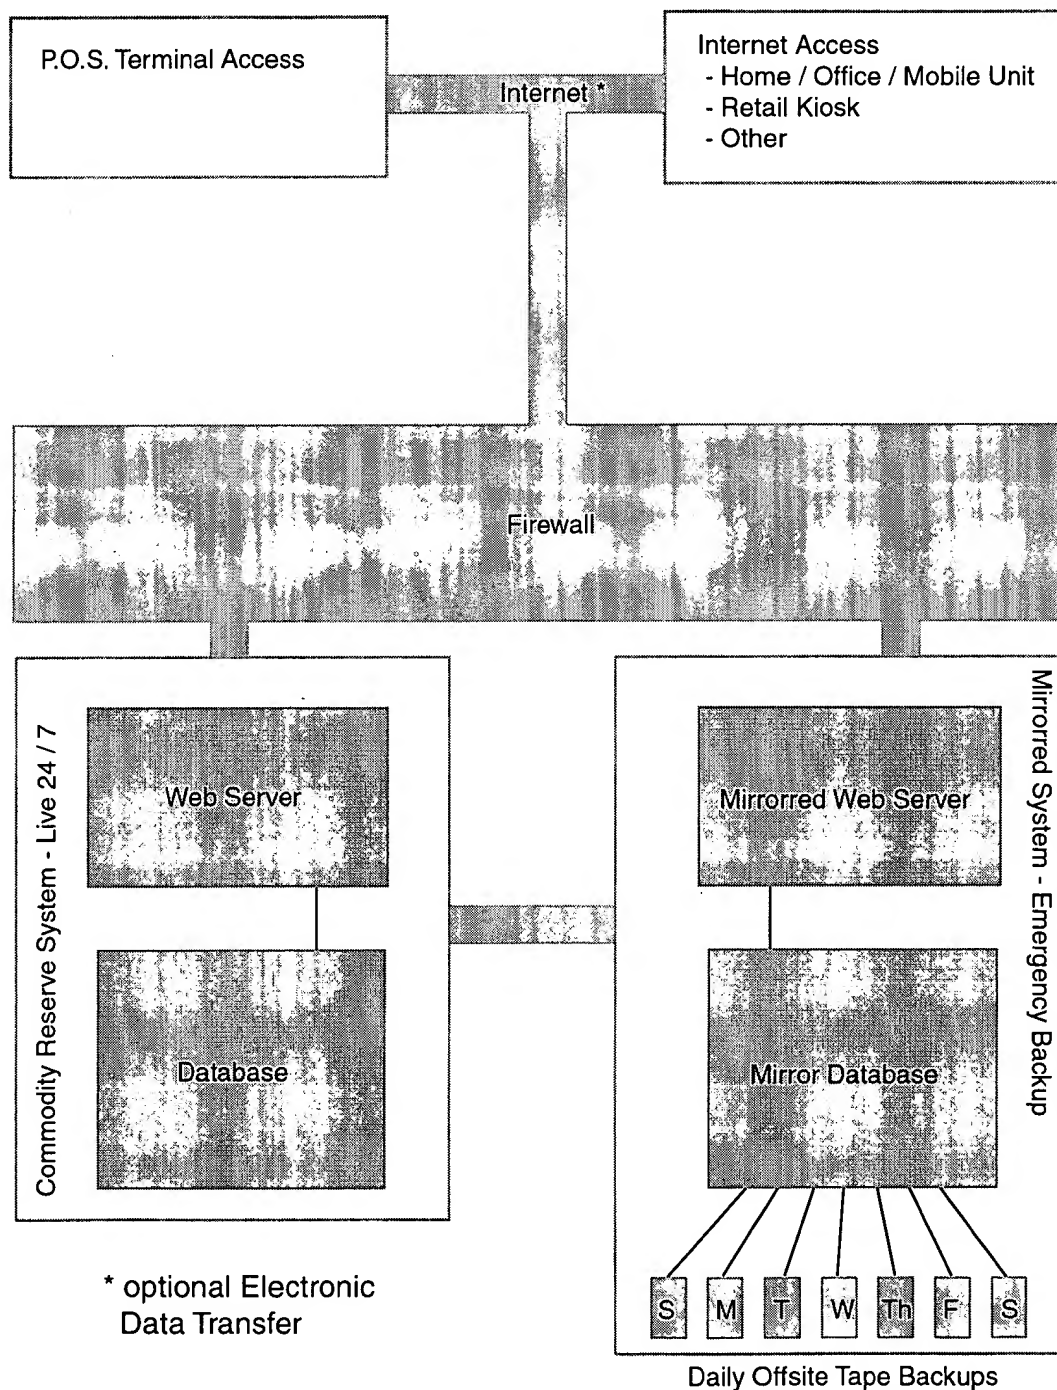 P.O.S. Terminal Access
Internet *
Internet Access
- Home / Office / Mobile Unit
- Retail Kiosk
- Other
Firewall
Commodity Reserve System - Live 24 / 7
Web Server
Database
Mirrorred System - Emergency Backup
Mirrorred Web Server
Mirror Database
S M T W Th F S
Daily Offsite Tape Backups
* optional Electronic
Data Transfer